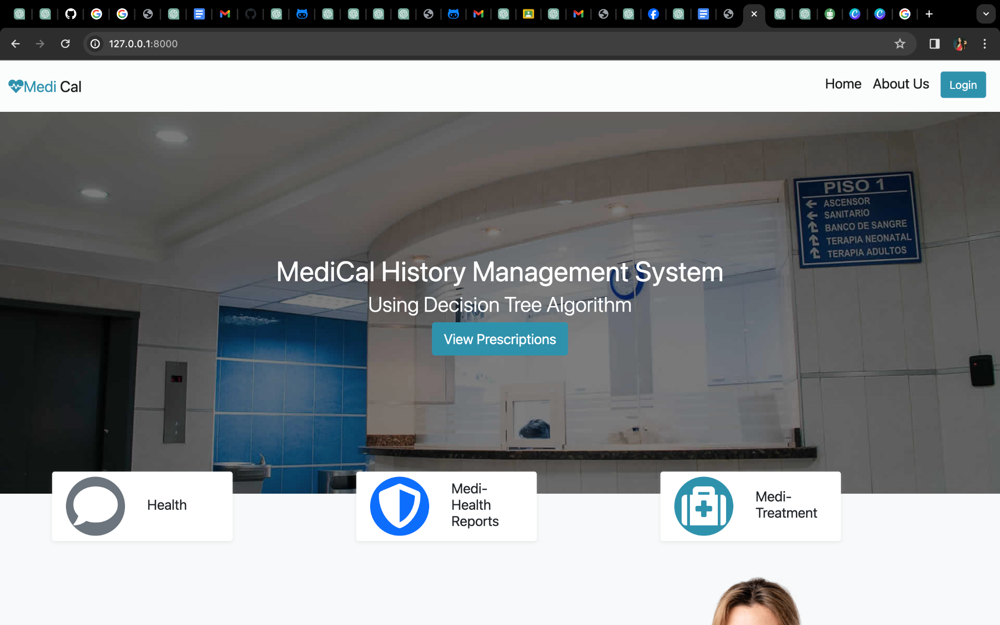 127.0.0.1:8000
Medi Cal
Home
About Us
Login
PISO 1
ASCENSOR
SANITARIO
BANCO DE SANGRE
TERAPIA NEONATAL
TERAPIA ADULTOS
MediCal History Management System
Using Decision Tree Algorithm
View Prescriptions
Health
Medi-
Health
Reports
Medi-
Treatment